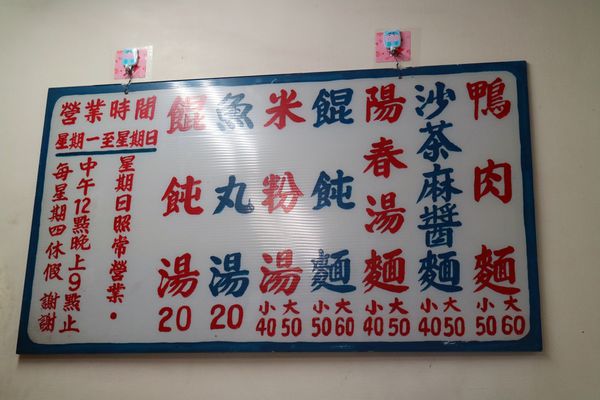 鴨肉麵 小50 大60
沙茶麻醬麵 小40 大50
陽春湯麵 小40 大50
餛飩麵 小50 大60
米粉湯 小40 大50
魚丸湯 20
餛飩湯 20
營業時間
星期一至星期日
星期日照常營業。
中午12點晚上9點止
每星期四休假 謝謝